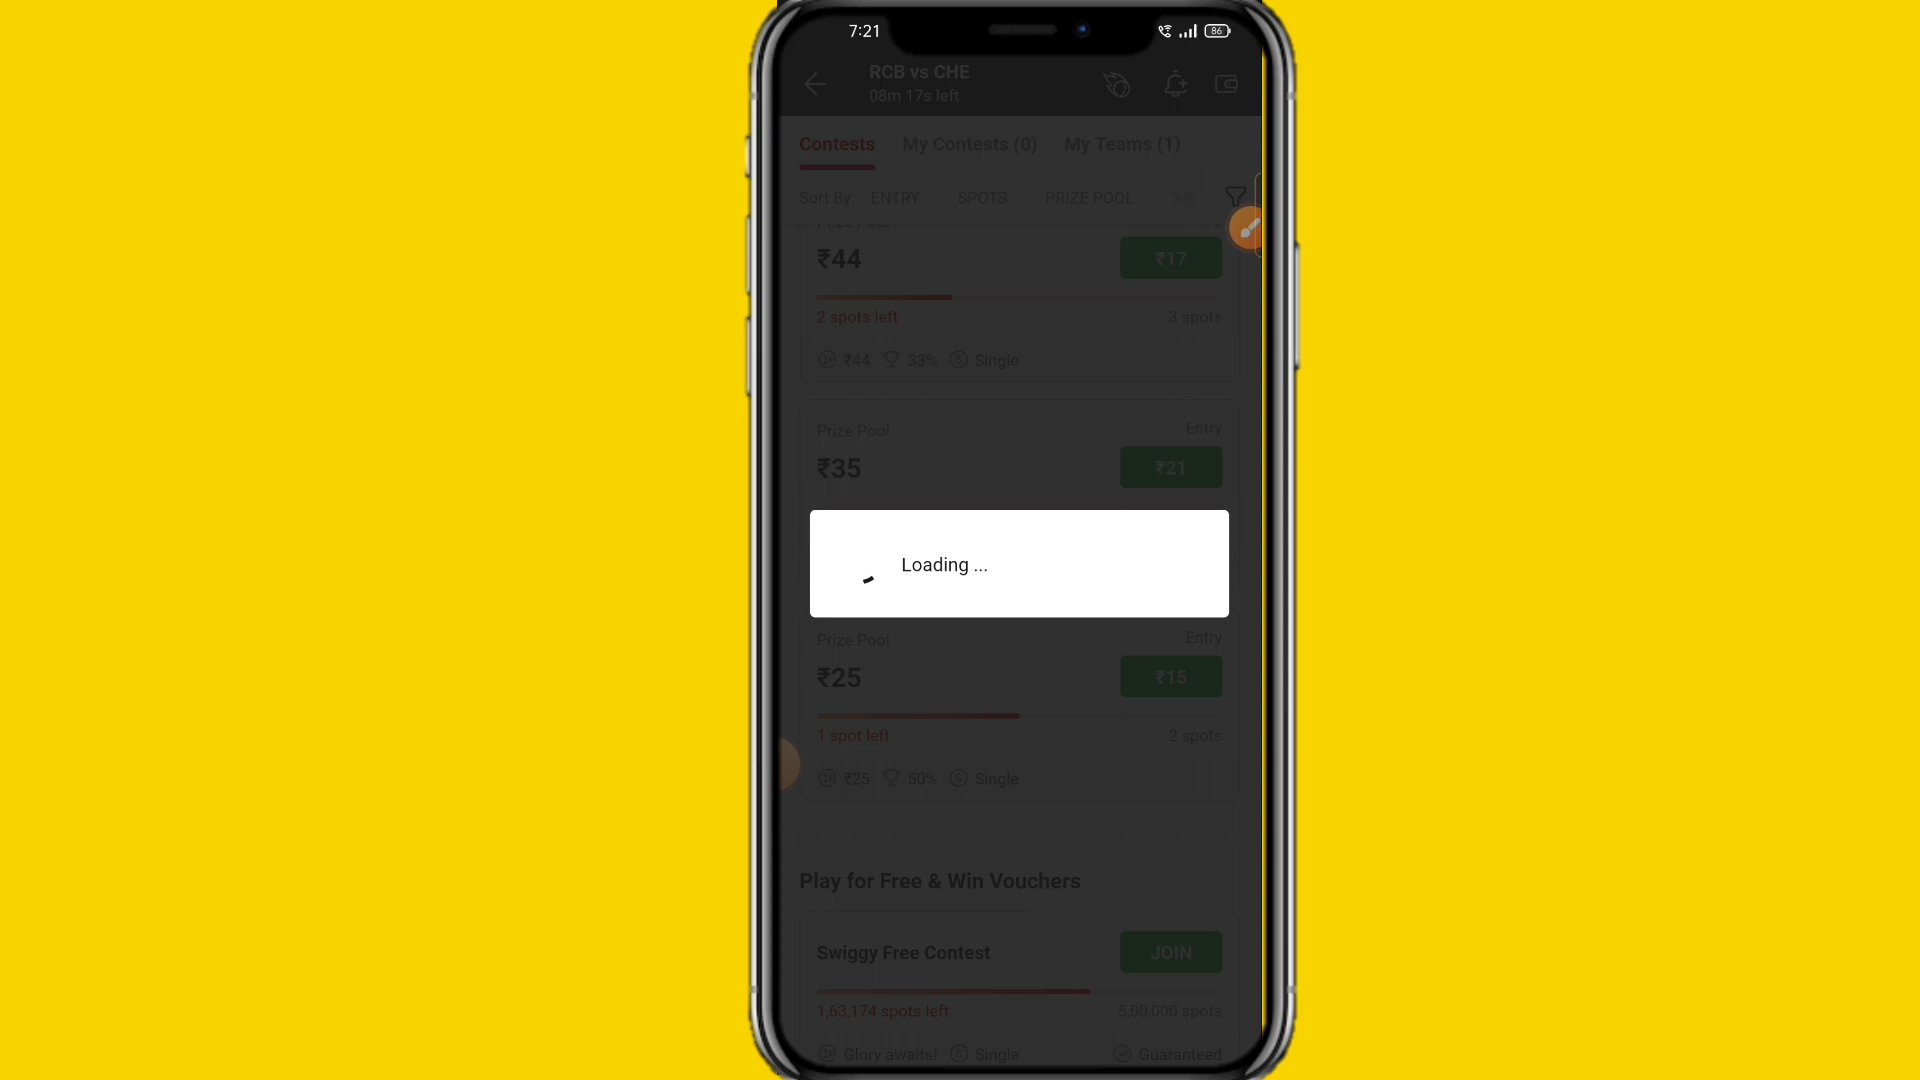 7:21 86
RCB vs CHE
08m 17s left
Contests My Contests (0) My Teams (1)
Sort By: ENTRY SPOTS PRIZE POOL %W
Prize Pool
₹44 ₹17
2 spots left 3 spots
₹44 33% S Single
Prize Pool Entry
₹35 ₹21
Loading ...
Prize Pool Entry
₹25 ₹15
1 spot left 2 spots
₹25 50% S Single
Play for Free & Win Vouchers
Swiggy Free Contest JOIN
1,63,174 spots left 5,00,000 spots
Glory awaits! S Single Guaranteed